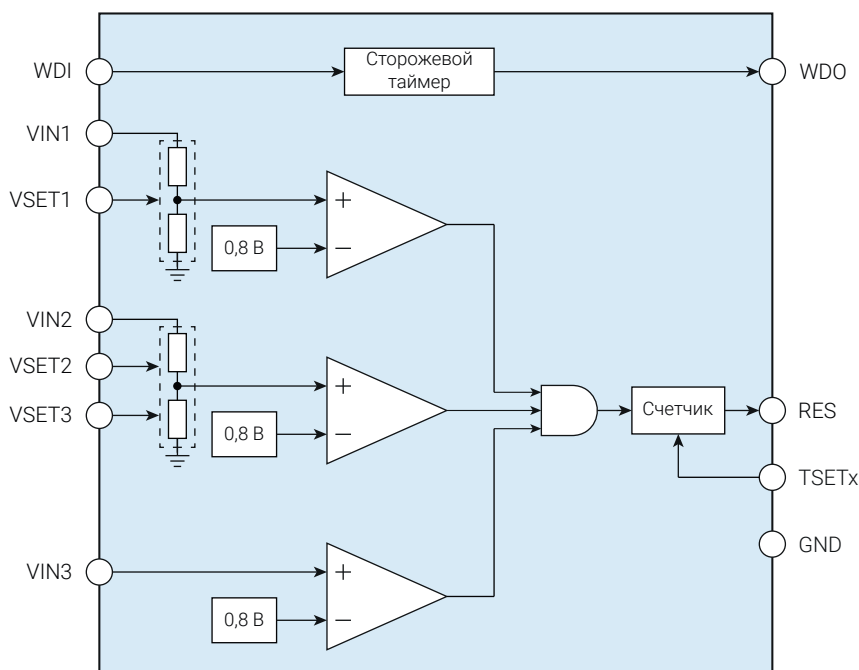 Сторожевой
таймер
WDI
WDO
VIN1
VSET1
+
0,8 В
−
VIN2
VSET2
VSET3
+
0,8 В
−
Счетчик
RES
TSETx
GND
VIN3
+
0,8 В
−